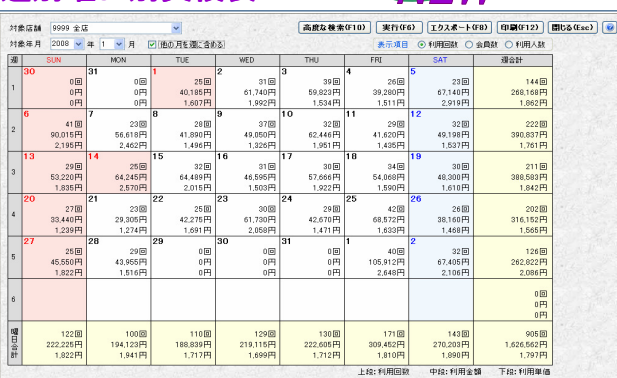 対象店舗 9999 全店 高度な検索(F10) 実行(F6) エクスポート(F8) 印刷(F12) 閉じる(Esc)
対象年月 2008 年 1 月 他の月を週に含める 表示項目 利用回数 会員数 利用人数
週 SUN MON TUE WED THU FRI SAT 週合計
30 31 1 2 3 4 5
1 0回 0回 25回 31回 39回 26回 23回 144回
0円 0円 40,185円 61,740円 59,823円 39,280円 67,140円 268,168円
0円 0円 1,607円 1,992円 1,534円 1,511円 2,919円 1,862円
6 7 8 9 10 11 12
2 41回 23回 28回 37回 32回 29回 32回 222回
90,015円 56,618円 41,890円 49,050円 62,446円 41,620円 49,198円 390,837円
2,195円 2,462円 1,496円 1,326円 1,951円 1,435円 1,537円 1,761円
13 14 15 16 17 18 19
3 29回 25回 32回 31回 30回 34回 30回 211回
53,220円 64,245円 64,489円 46,595円 57,666円 54,068円 48,300円 388,583円
1,835円 2,570円 2,015円 1,503円 1,922円 1,590円 1,610円 1,842円
20 21 22 23 24 25 26
4 27回 23回 25回 30回 29回 42回 26回 202回
33,440円 29,305円 42,275円 61,730円 42,670円 68,572円 38,160円 316,152円
1,239円 1,274円 1,691円 2,058円 1,471円 1,633円 1,468円 1,565円
27 28 29 30 31 1 2
5 25回 29回 0回 0回 0回 40回 32回 126回
45,550円 43,955円 0円 0円 0円 105,912円 67,405円 262,822円
1,822円 1,516円 0円 0円 0円 2,648円 2,106円 2,086円
6 0回
0円
0円
曜日合計 122回 100回 110回 129回 130回 171回 143回 905回
222,225円 194,123円 188,839円 219,115円 222,605円 309,452円 270,203円 1,626,562円
1,822円 1,941円 1,717円 1,699円 1,712円 1,810円 1,890円 1,797円
上段:利用回数 中段:利用金額 下段:利用単価